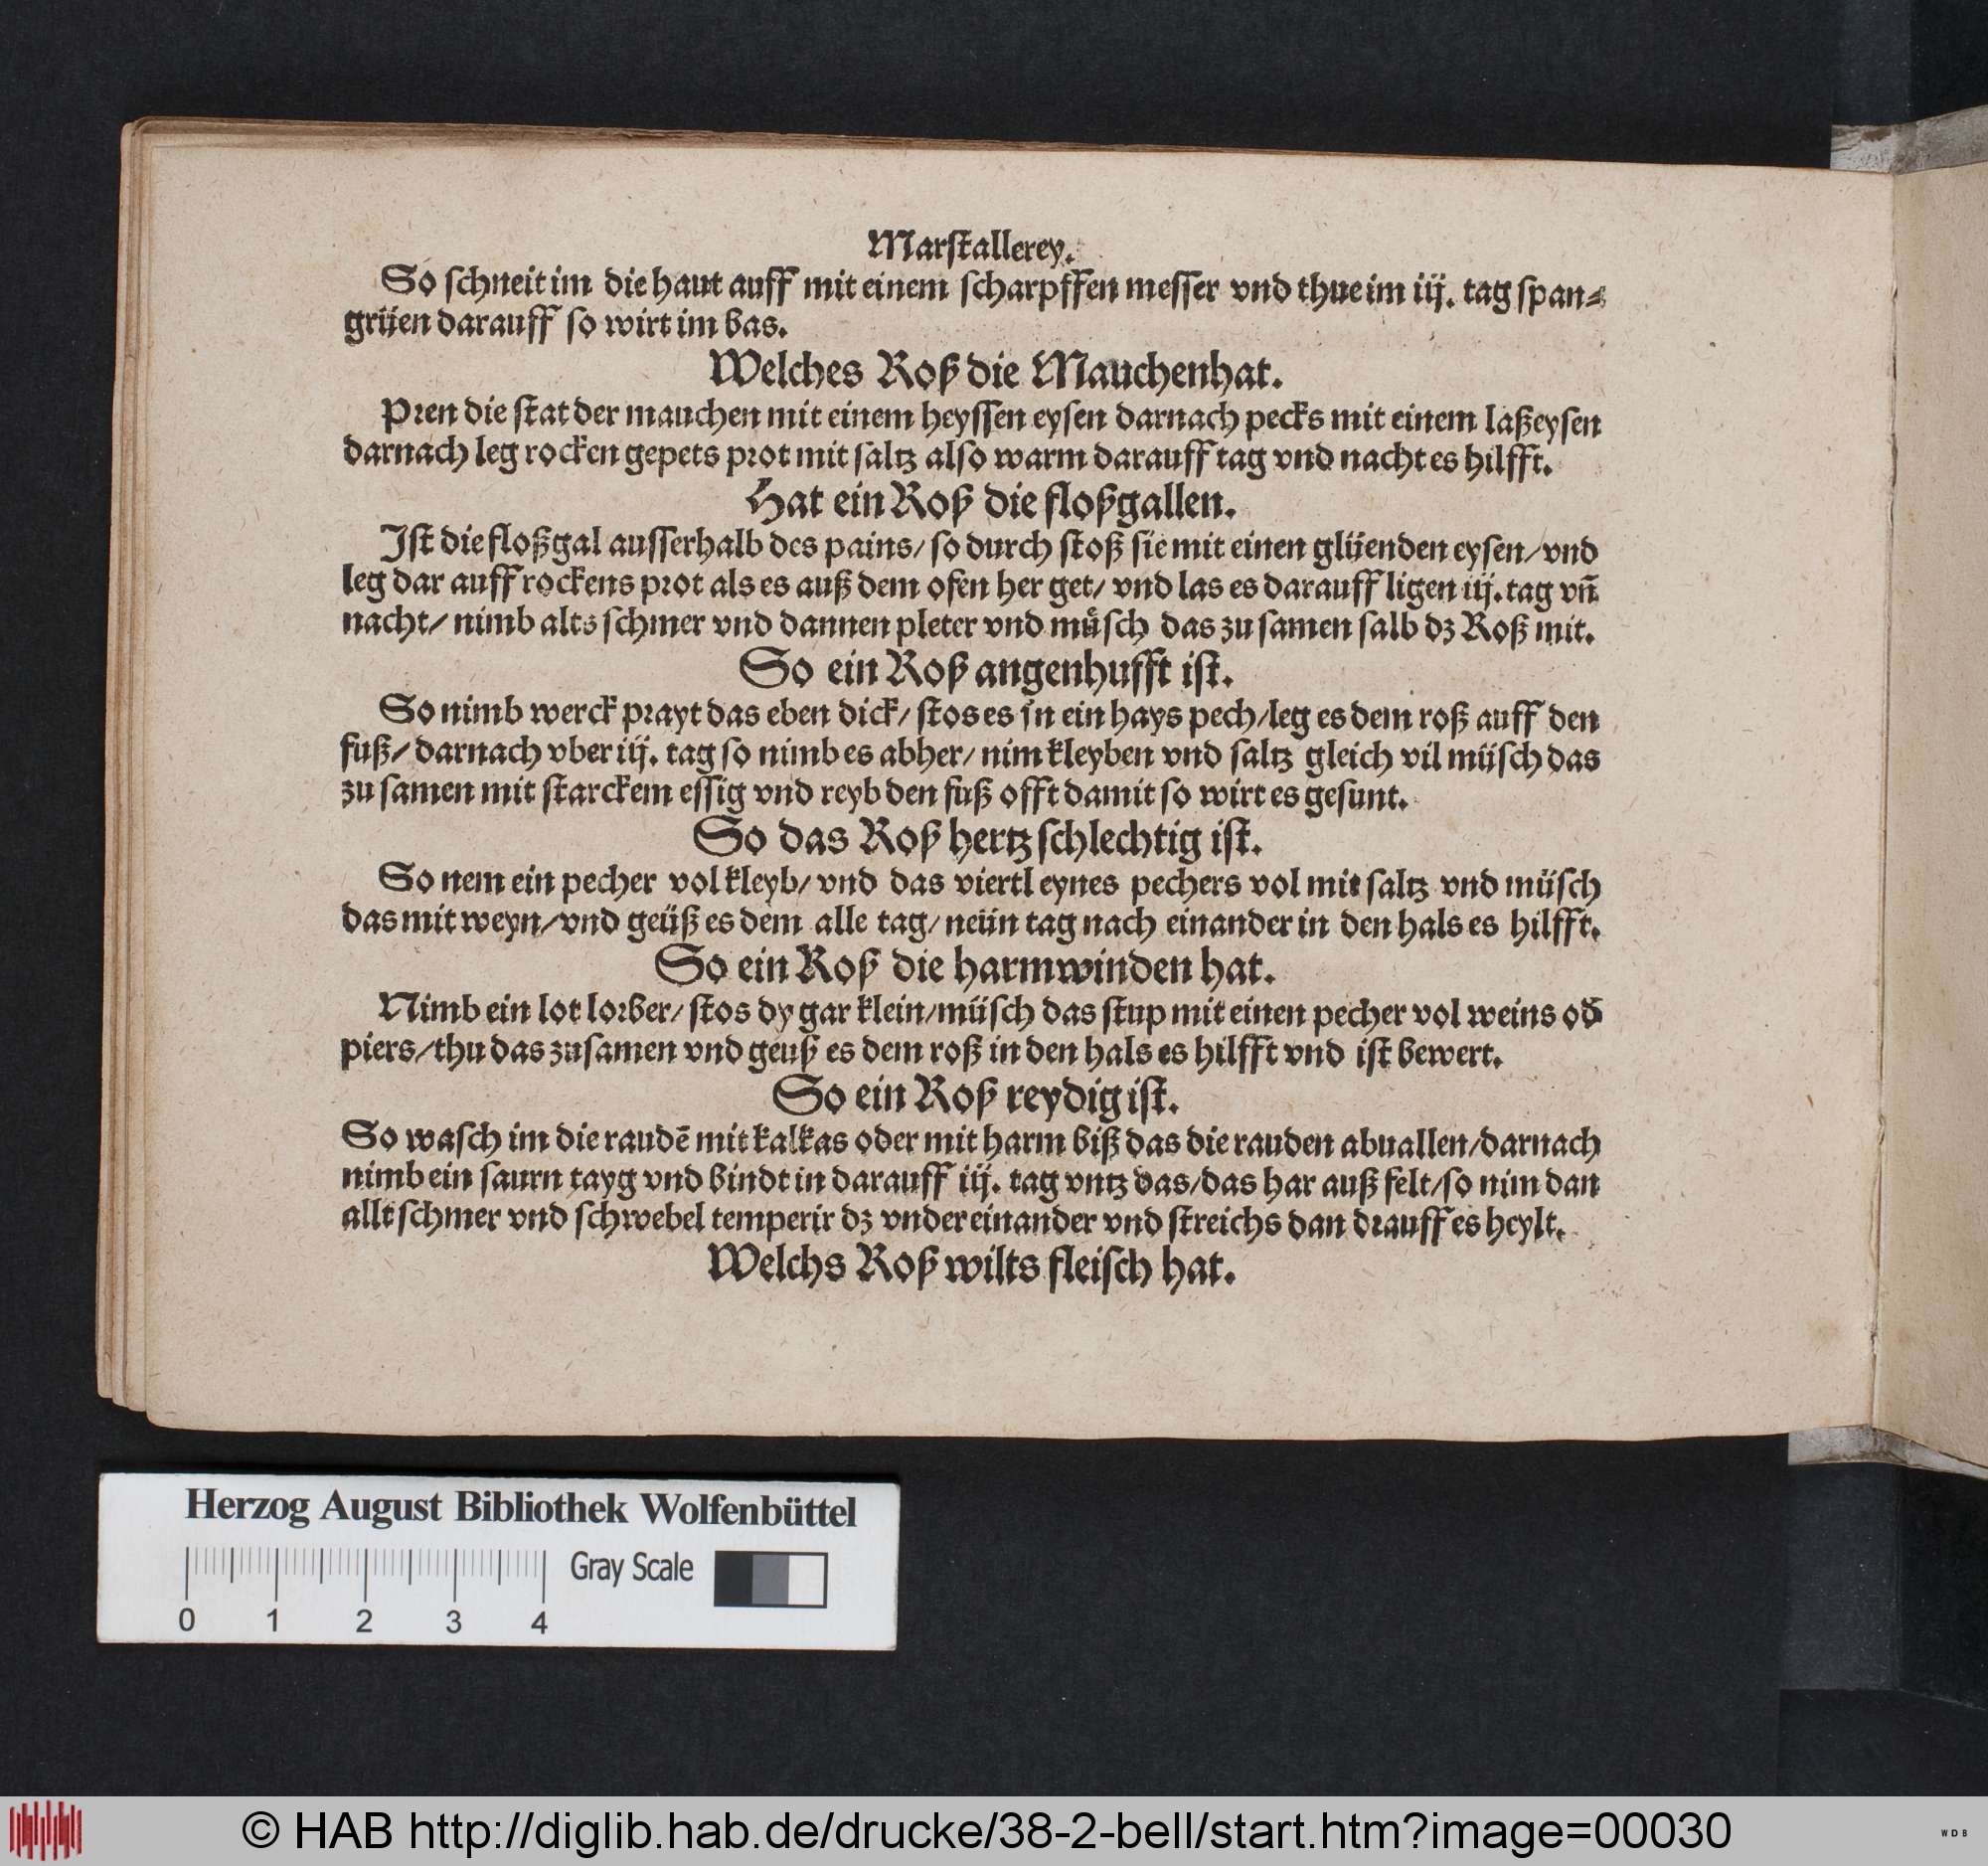 Marſtallerey.
So ſchneit im die haut auff mit einem ſcharpffen meſſer vnd thue im iij. tag ſpan⸗
grüen darauff ſo wirt im bas.
Welches Roß die Mauchenhat.
Pꝛen die ſtat der mauchen mit einem heyſſen eyſen darnach pecks mit einem laßeyſen
darnach leg rocken gepets pꝛot mit ſaltz alſo warm darauff tag vnd nacht es hilfft.
Hat ein Roß die floßgallen.
Iſt die floßgal auſſerhalb des pains/ ſo durch ſtoß ſie mit einen glüenden eyſen/vnd
leg dar auff rockens pꝛot als es auß dem ofen her get/ vnd las es darauff ligen iij. tag vñ
nacht/ nimb alts ſchmer vnd dannen pleter vnd muͤſch das zu ſamen ſalb dz Roß mit.
So ein Roß angenhufft iſt.
So nimb werck pꝛayt das eben dick/ ſtos es in ein hays pech/leg es dem roß auff den
fuß/ darnach vber iij. tag ſo nimb es abher/ nim kleyben vnd ſaltz gleich vil müſch das
zu ſamen mit ſtarckem eſſig vnd reyb den fuß offt damit ſo wirt es geſunt.
So das Roß hertzſchlechtig iſt.
So nem ein pecher vol kleyb/ vnd das viertl eynes pechers vol mit ſaltz vnd müſch
das mit weyn/vnd geüß es dem alle tag/ neün tag nach einander in den hals es hilfft.
So ein Roß die harmwinden hat.
Nimb ein lot loꝛber/ ſtos dy gar klein/müſch das ſtup mit einen pecher vol weins od̄
piers/thu das zuſamen vnd geuß es dem roß in den hals es hilfft vnd iſt bewert.
So ein Roß reydig iſt.
So waſch im die raudē mit kalkas oder mit harm biß das die rauden abuallen/darnach
nimb ein ſaurn tayg vnd bindt in darauff iij. tag vntz das/das har auß felt/ſo nim dan
allt ſchmer vnd ſchwebel temperir dz vnder einander vnd ſtreichs dan dꝛauff es heylt.
Welchs Roß wilts fleiſch hat.
Herzog August Bibliothek Wolfenbüttel
Gray Scale
0 1 2 3 4
© HAB http://diglib.hab.de/drucke/38-2-bell/start.htm?image=00030
WDB